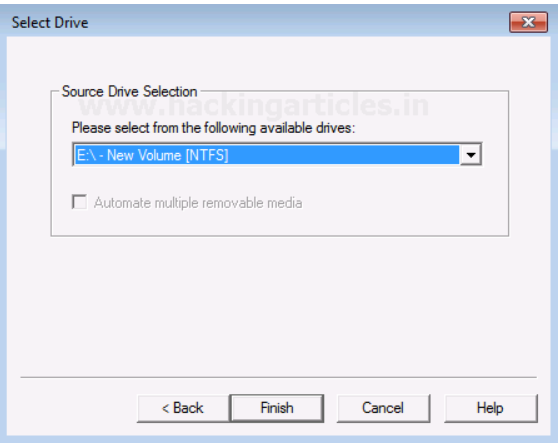 Select Drive
Source Drive Selection
www.hackingarticles.in
Please select from the following available drives:
E:\ - New Volume [NTFS]
Automate multiple removable media
< Back
Finish
Cancel
Help